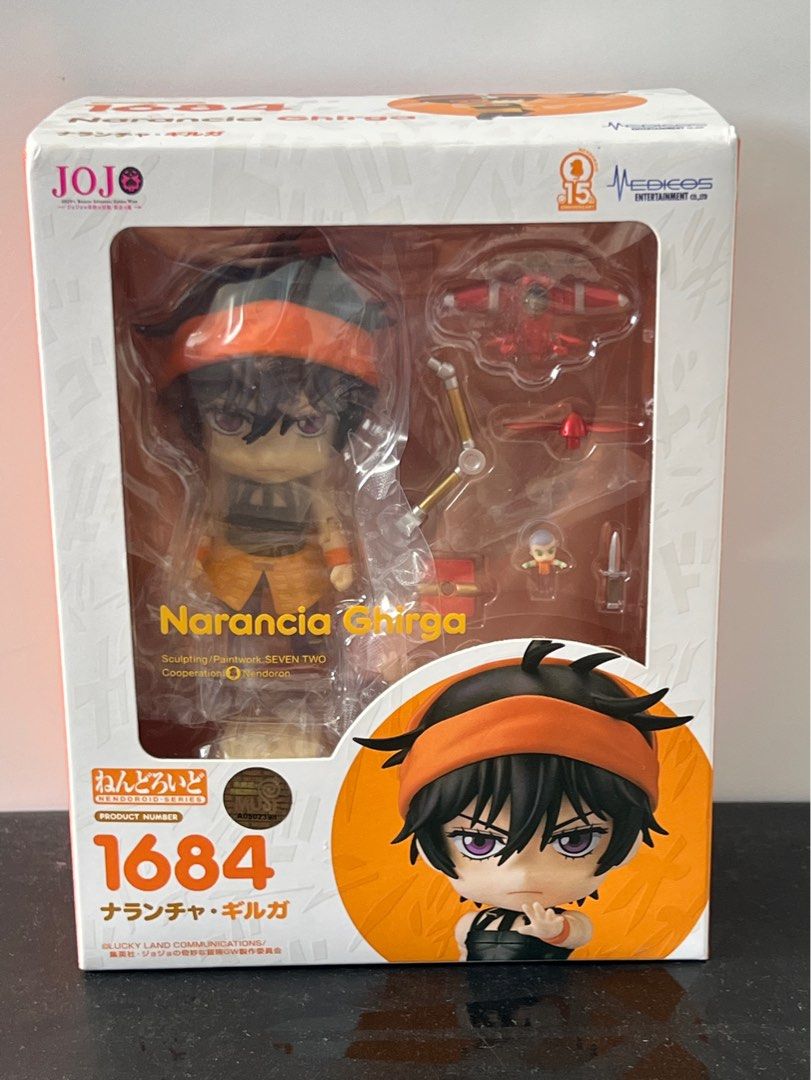 1684
Narancia Ghirga
ナランチャ・ギルガ
JOJO
15
MEDICOS
ENTERTAINMENT CO.,LTD
Narancia Ghirga
Sculpting/Paintwork:SEVEN TWO
Cooperation: Nendoron
ねんどろいど
NENDOROID·SERIES
PRODUCT NUMBER
1684
ナランチャ・ギルガ
©LUCKY LAND COMMUNICATIONS/
集英社・ジョジョの奇妙な冒険GW製作委員会